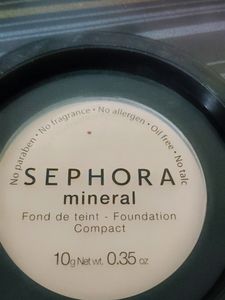 No paraben • No fragrance • No allergen • Oil free • No talc
SEPHORA
mineral
Fond de teint - Foundation
Compact
10g Net wt. 0.35 oz